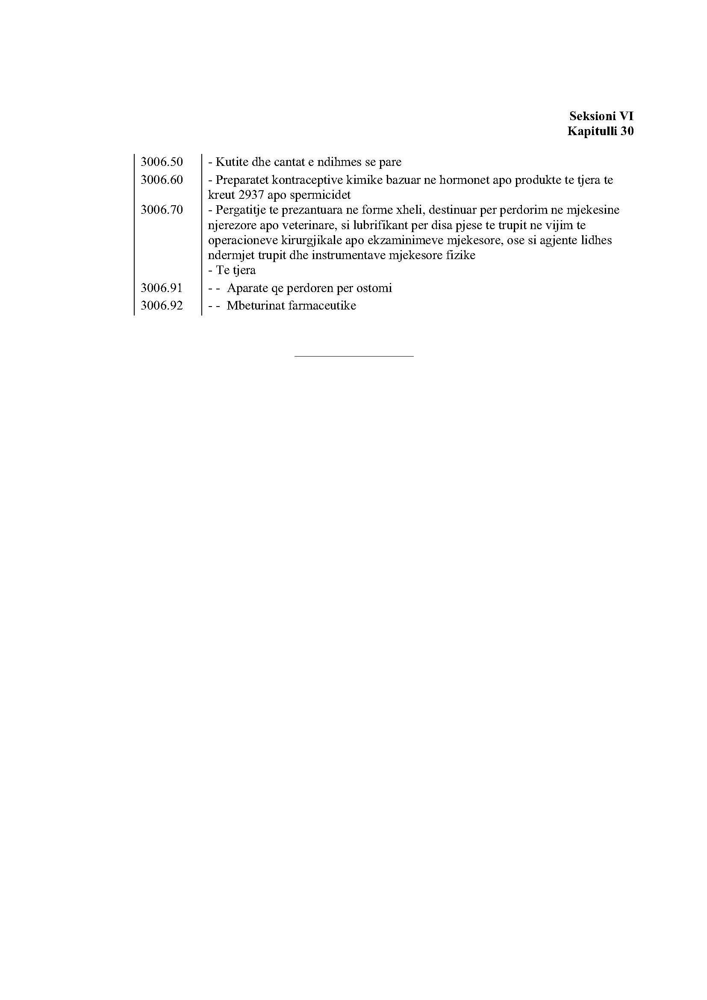 Seksioni VI
Kapitulli 30
3006.50 - Kutite dhe cantat e ndihmes se pare
3006.60 - Preparatet kontraceptive kimike bazuar ne hormonet apo produkte te tjera te
kreut 2937 apo spermicidet
3006.70 - Pergatitje te prezantuara ne forme xheli, destinuar per perdorim ne mjekesine
njerezore apo veterinare, si lubrifikant per disa pjese te trupit ne vijim te
operacioneve kirurgjikale apo ekzaminimeve mjekesore, ose si agjente lidhes
ndermjet trupit dhe instrumentave mjekesore fizike
- Te tjera
3006.91 - - Aparate qe perdoren per ostomi
3006.92 - - Mbeturinat farmaceutike